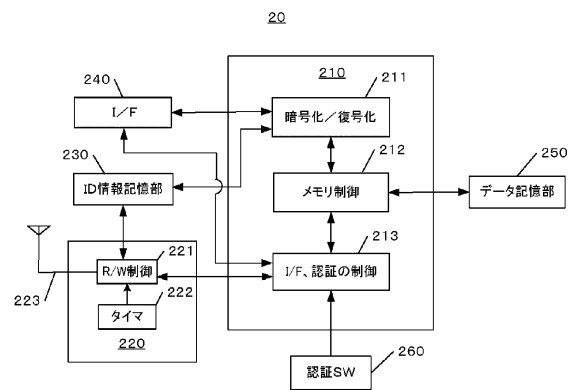 20
240
210
211
I/F
暗号化/復号化
230
212
250
ID情報記憶部
メモリ制御
データ記憶部
221
213
R/W制御
I/F、認証の制御
223
222
タイマ
220
認証SW
260